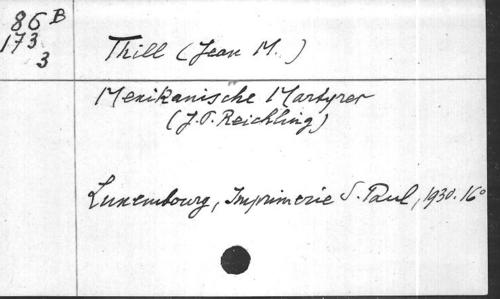 86 B
173
3
Thill (Jean M.)
Mexikanische Martyrer
(J.P. Reichling)
Luxembourg, Imprimerie S. Paul, 1930. 16°